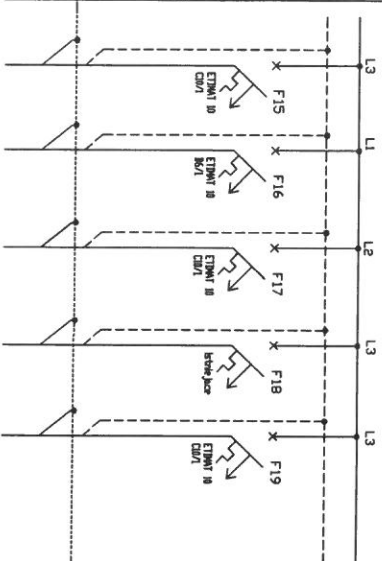 L3
F15
ETIMAT 10
C10/1
L1
F16
ETIMAT 10
B6/1
L2
F17
ETIMAT 10
C10/1
L3
F18
Istniejące
L3
F19
ETIMAT 10
C10/1